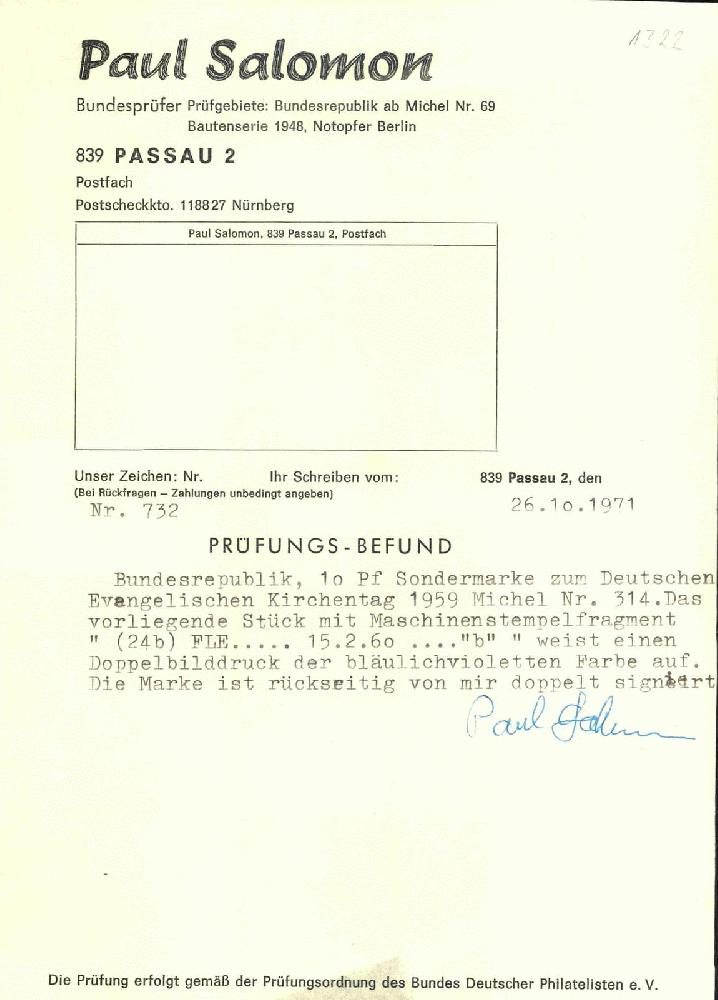 1322
Paul Salomon
Bundesprüfer Prüfgebiete: Bundesrepublik ab Michel Nr. 69
Bautenserie 1948, Notopfer Berlin
839 PASSAU 2
Postfach
Postscheckkto. 118827 Nürnberg
Paul Salomon, 839 Passau 2, Postfach
Unser Zeichen: Nr. Ihr Schreiben vom: 839 Passau 2, den
(Bei Rückfragen – Zahlungen unbedingt angeben)
Nr. 732 26.1o.1971
PRÜFUNGS-BEFUND
Bundesrepublik, 1o Pf Sondermarke zum Deutschen
Evangelischen Kirchentag 1959 Michel Nr. 314.Das
vorliegende Stück mit Maschinenstempelfragment
" (24b) FLE..... 15.2.6o ...."b" " weist einen
Doppelbilddruck der bläulichvioletten Farbe auf.
Die Marke ist rückseitig von mir doppelt signiert
Paul Salomon
Die Prüfung erfolgt gemäß der Prüfungsordnung des Bundes Deutscher Philatelisten e. V.